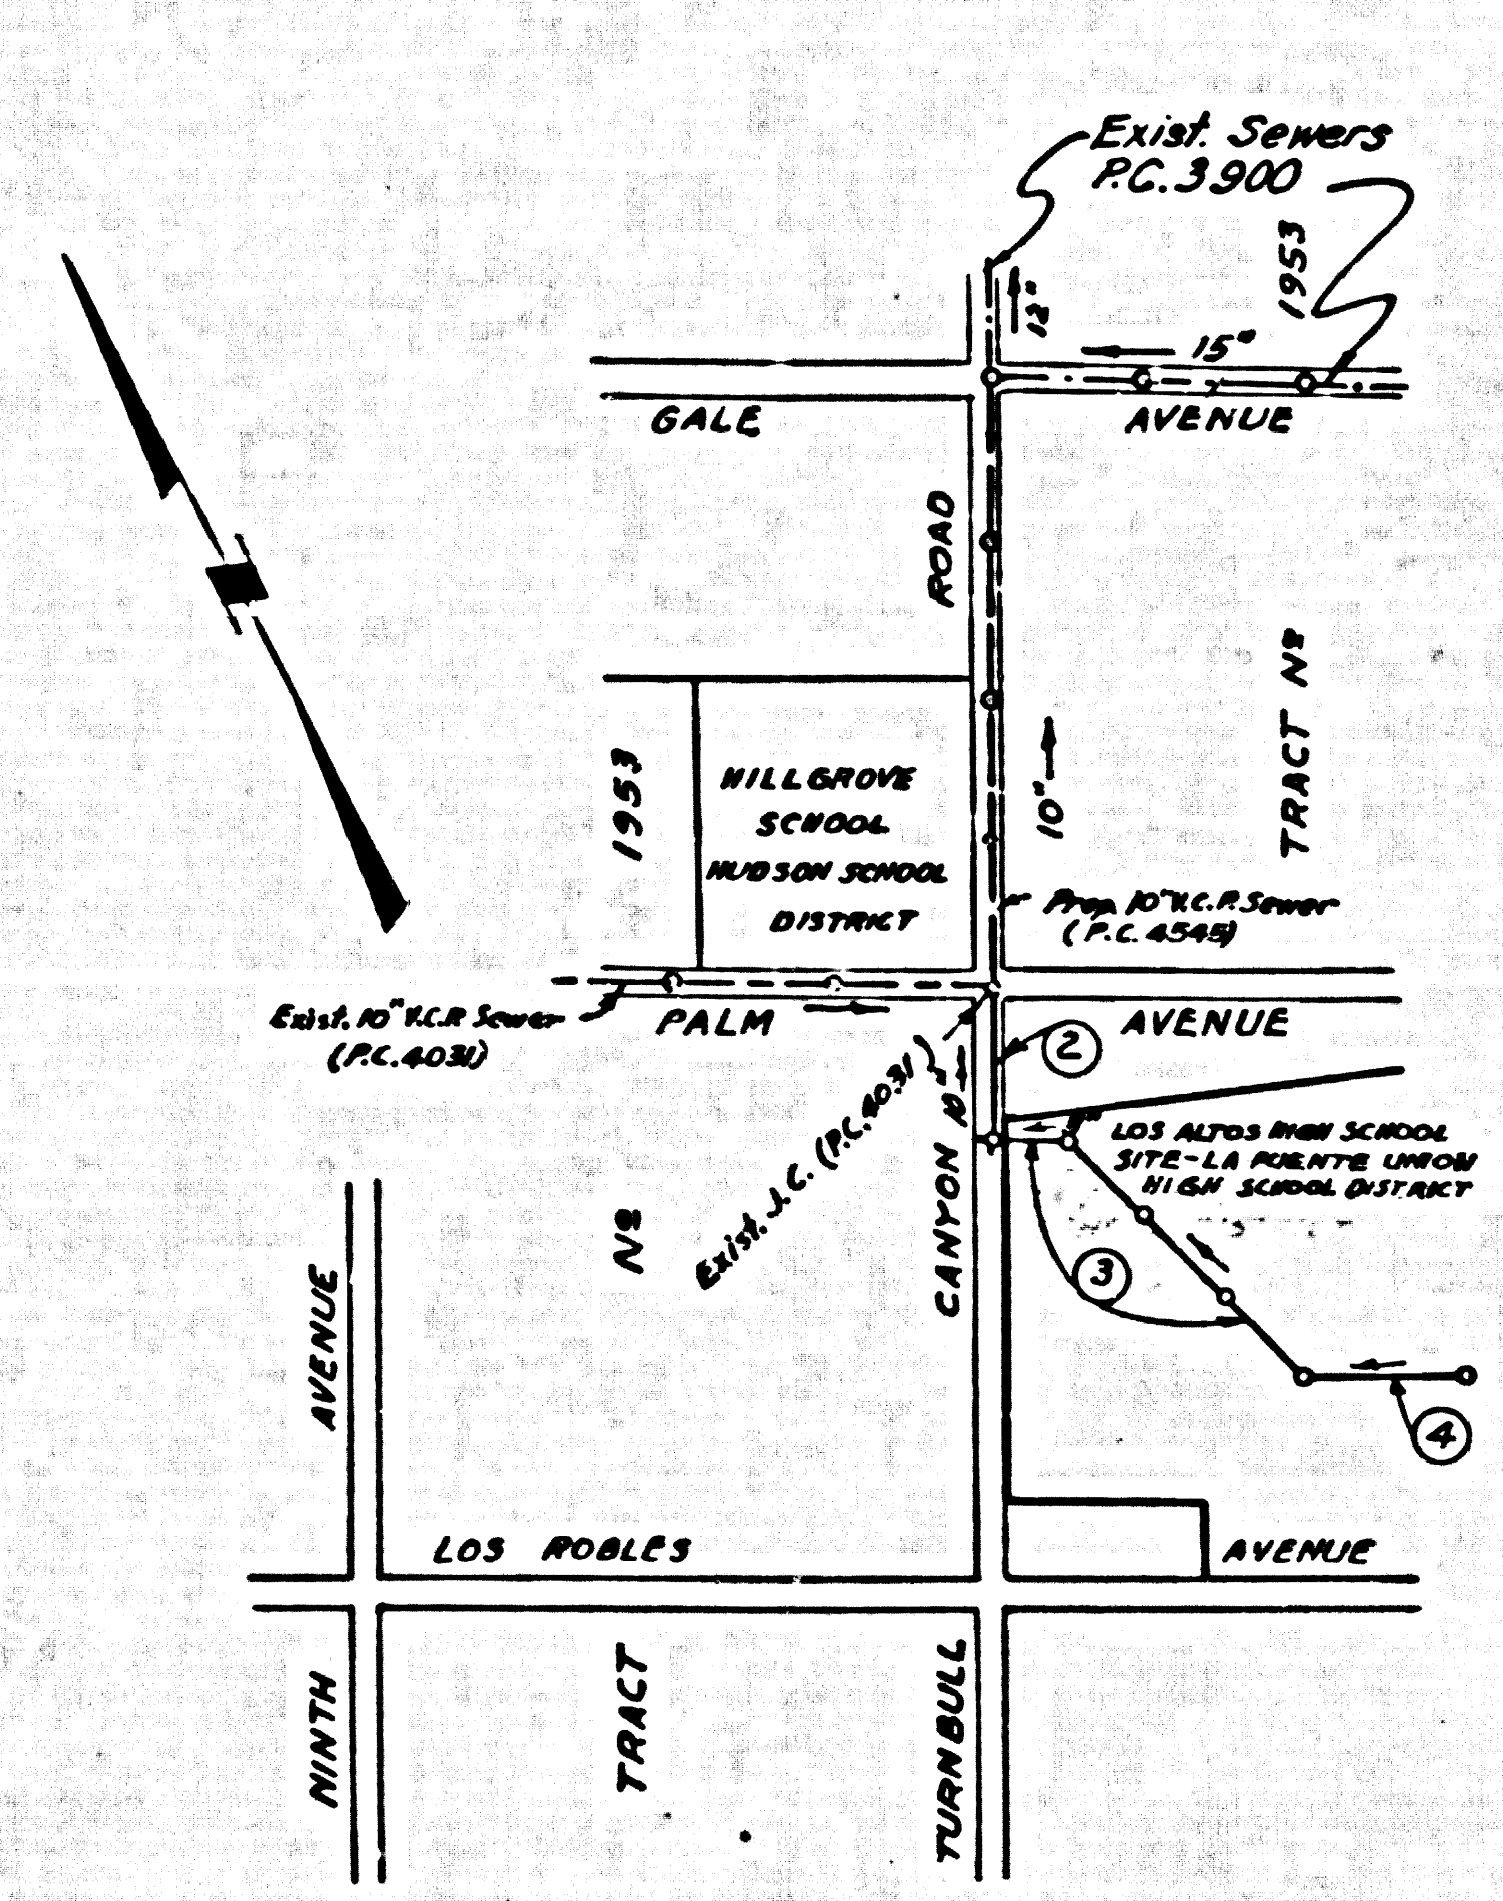 Exist. Sewers
P.C. 3900
1953
12"
15"
GALE
AVENUE
ROAD
TRACT Nº
1953
HILLGROVE
SCHOOL
HUDSON SCHOOL
DISTRICT
10"
Prop. 10" V.C.P. Sewer
(P.C. 4545)
Exist. 10" V.C.P. Sewer
(P.C. 4031)
PALM
AVENUE
2
Exist. J.C. (P.C. 4031)
10"
CANYON
LOS ALTOS HIGH SCHOOL
SITE-LA PUENTE UNION
HIGH SCHOOL DISTRICT
Nº
3
4
AVENUE
LOS ROBLES
AVENUE
NINTH
TRACT
TURNBULL